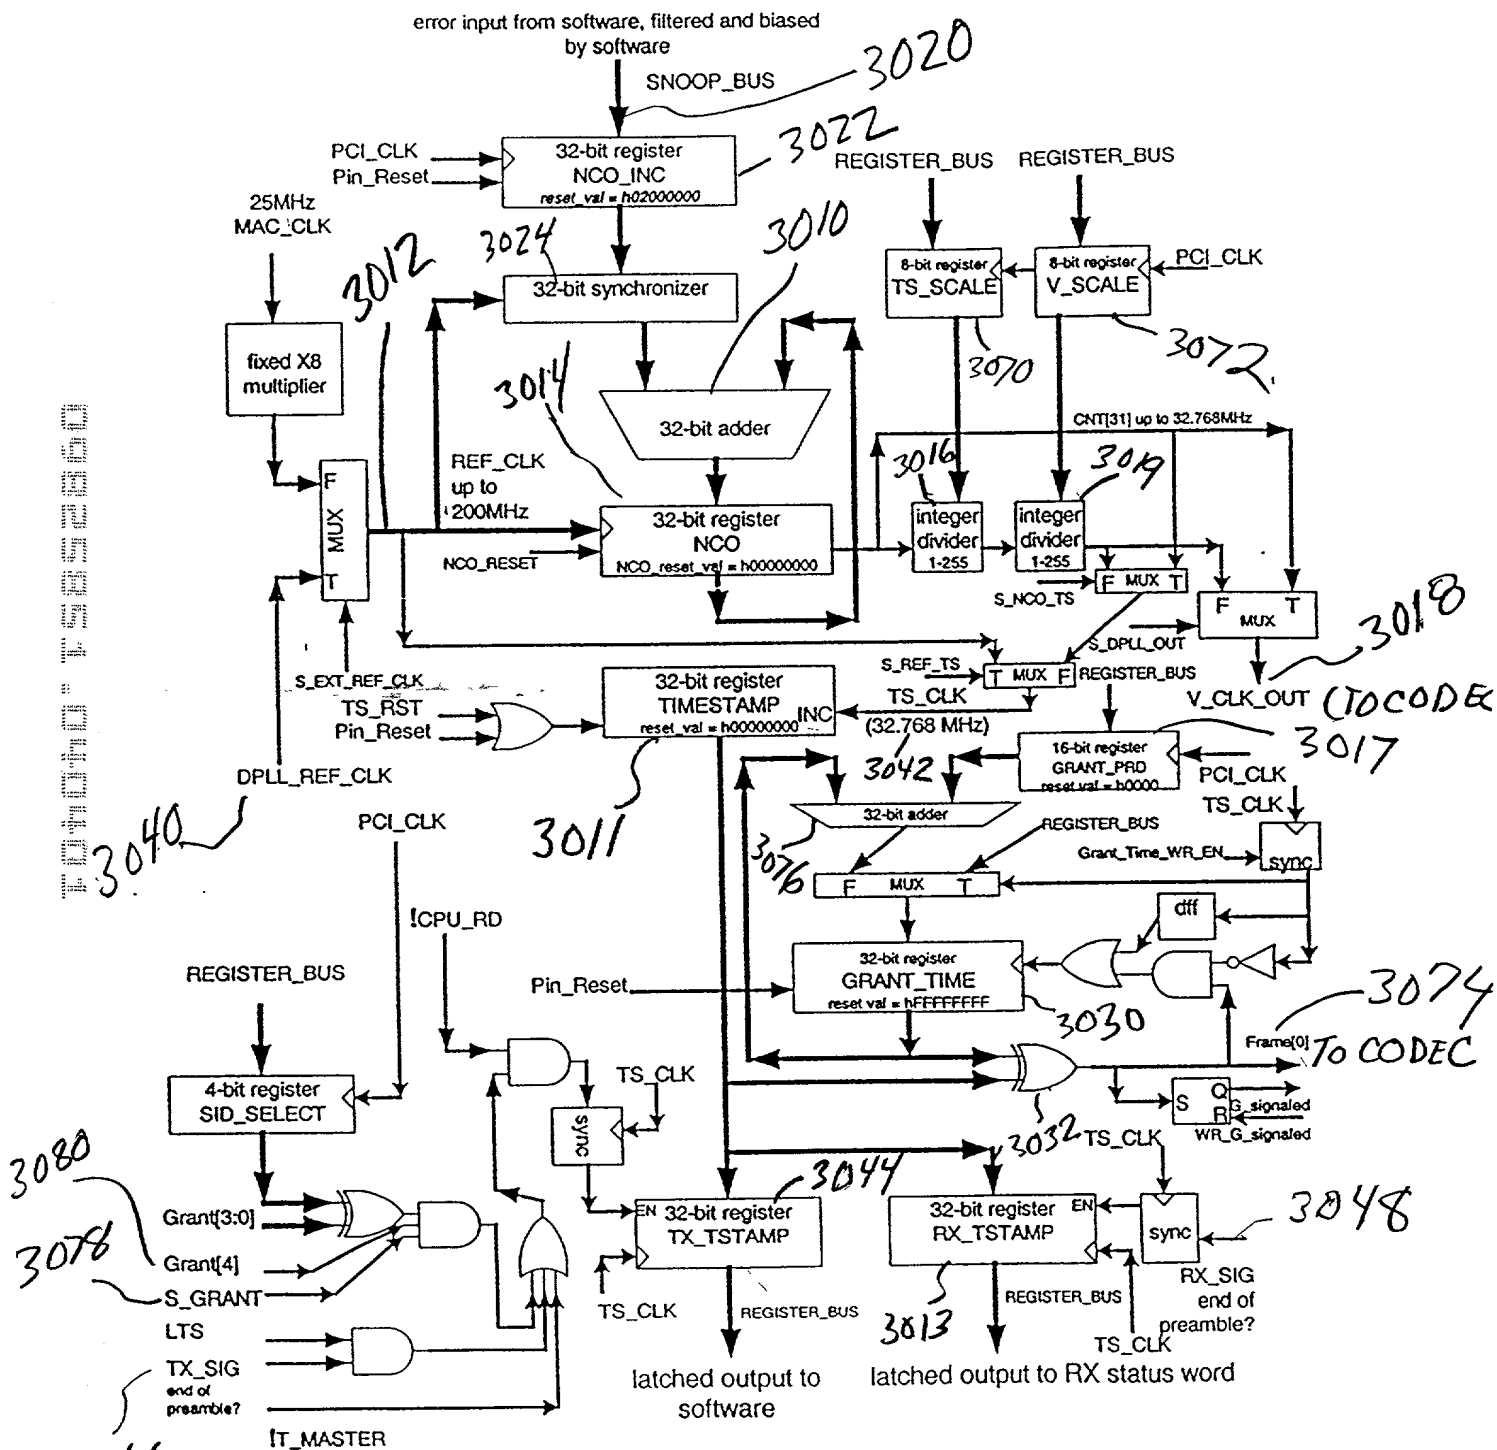 error input from software, filtered and biased
by software
SNOOP_BUS
3020
PCI_CLK
Pin_Reset
32-bit register
NCO_INC
reset_val = h02000000
3022
REGISTER_BUS
REGISTER_BUS
25MHz
MAC_CLK
3024
3010
3012
32-bit synchronizer
8-bit register
TS_SCALE
8-bit register
V_SCALE
PCI_CLK
fixed X8
multiplier
3014
3070
3072
32-bit adder
CNT[31] up to 32.768MHz
F
MUX
T
REF_CLK
up to
200MHz
3016
3019
32-bit register
NCO
NCO_reset_val = h00000000
NCO_RESET
integer
divider
1-255
integer
divider
1-255
F MUX T
S_NCO_TS
F T
MUX
S_DPLL_OUT
3018
S_EXT_REF_CLK
TS_RST
Pin_Reset
32-bit register
TIMESTAMP
reset_val = h00000000
INC
S_REF_TS
T MUX F
REGISTER_BUS
TS_CLK
(32.768 MHz)
V_CLK_OUT (TO CODEC
3017
DPLL_REF_CLK
3040
3011
3042
16-bit register
GRANT_PRD
reset val = h0000
PCI_CLK
TS_CLK
PCI_CLK
32-bit adder
3076
REGISTER_BUS
Grant_Time_WR_EN
sync
F MUX T
!CPU_RD
dff
REGISTER_BUS
Pin_Reset
32-bit register
GRANT_TIME
reset val = hFFFFFFFF
3030
3074
Frame[0]
TO CODEC
4-bit register
SID_SELECT
TS_CLK
sync
S Q
R
G_signaled
WR_G_signaled
3032
TS_CLK
3080
3044
Grant[3:0]
EN
32-bit register
TX_TSTAMP
32-bit register
RX_TSTAMP
EN
sync
3048
3078
Grant[4]
S_GRANT
TS_CLK
REGISTER_BUS
3013
REGISTER_BUS
RX_SIG
end of
preamble?
TS_CLK
LTS
TX_SIG
end of
preamble?
latched output to
software
latched output to RX status word
!T_MASTER